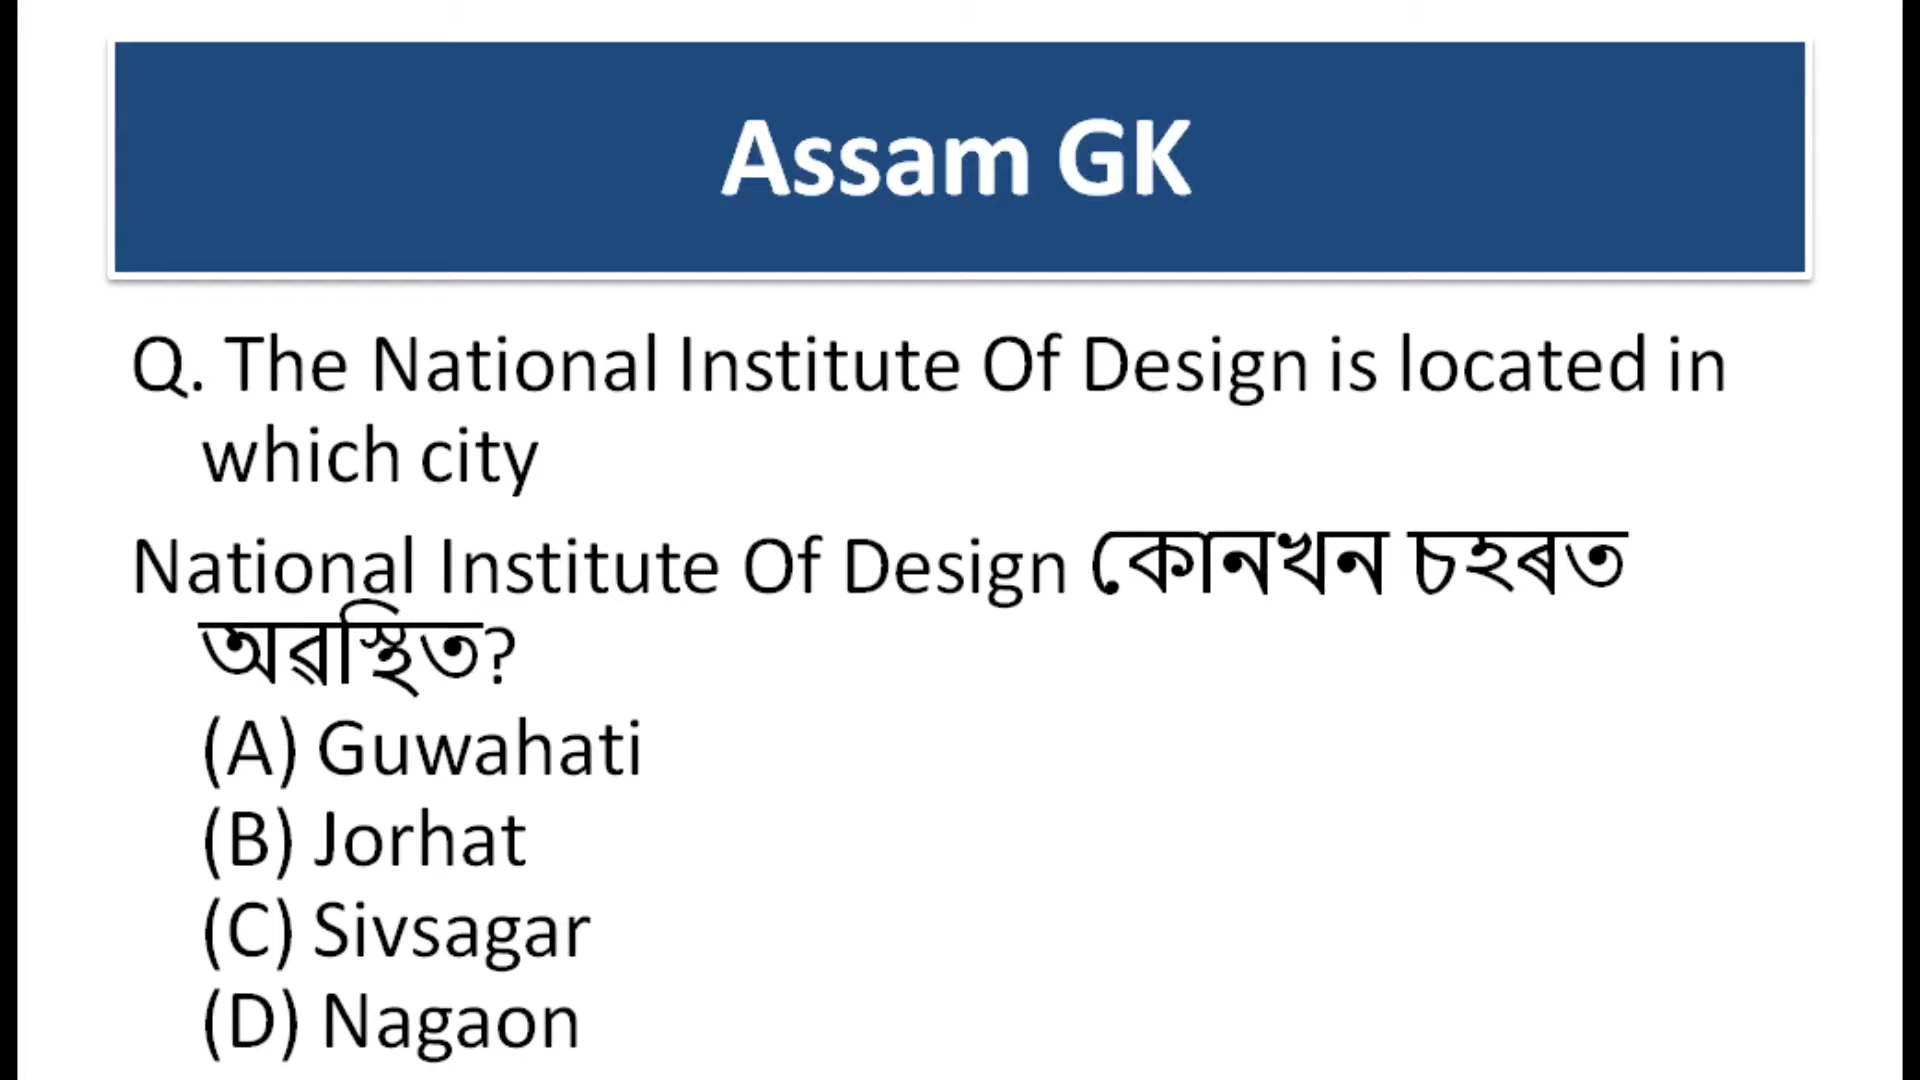 Assam GK
Q. The National Institute Of Design is located in
which city
National Institute Of Design কোনখন চহৰত
অৱস্থিত?
(A) Guwahati
(B) Jorhat
(C) Sivsagar
(D) Nagaon